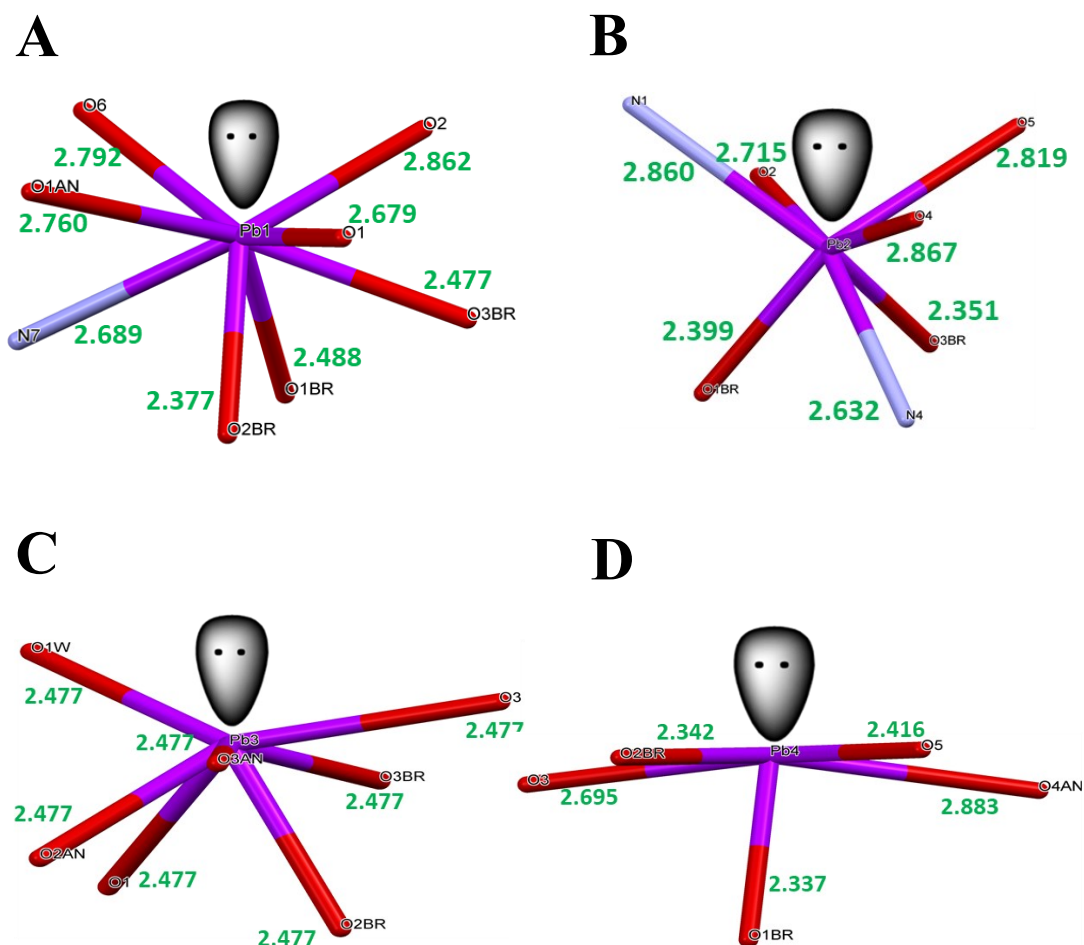 A
B
O6
O2
2.792
2.862
O1AN
2.760
2.679
Pb1
O1
2.477
N7
2.689
O3BR
2.488
O1BR
2.377
O2BR
N1
O5
2.715
2.860
O2
2.819
O4
Pb2
2.867
2.351
2.399
O3BR
O1BR
2.632
N4
C
D
O1W
2.477
O3
2.477
2.477
Pb3
O3AN
O3BR
2.477
2.477
O2AN
O1
2.477
O2BR
2.477
2.342
2.416
O2BR
Pb4
O5
O3
2.695
2.883
O4AN
2.337
O1BR